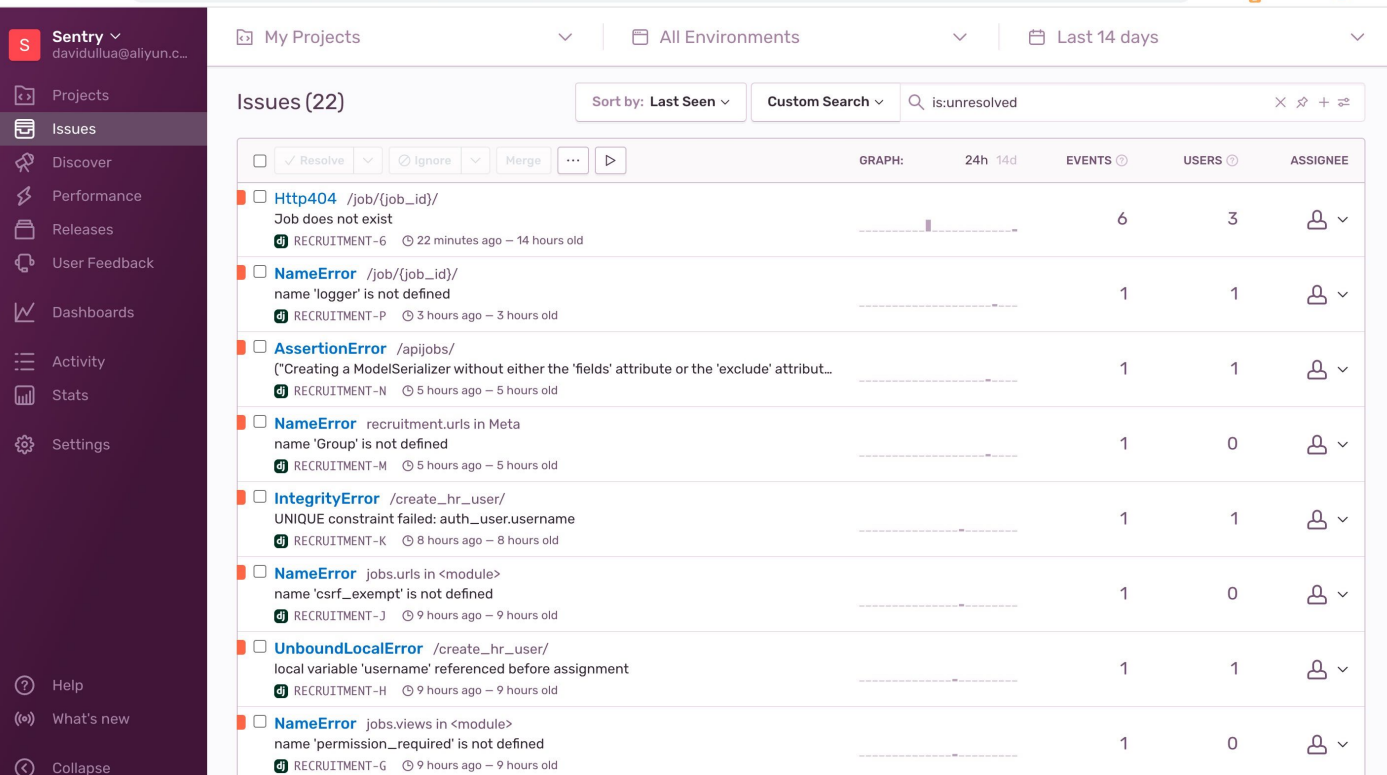 S
Sentry
davidullua@aliyun.c...
Projects
Issues
Discover
Performance
Releases
User Feedback
Dashboards
Activity
Stats
Settings
Help
What's new
Collapse
My Projects
All Environments
Last 14 days
Issues (22)
Sort by: Last Seen
Custom Search
is:unresolved
Resolve
Ignore
Merge
...
GRAPH: 24h 14d
EVENTS ?
USERS ?
ASSIGNEE
Http404 /job/{job_id}/
Job does not exist
dj RECRUITMENT-6 22 minutes ago — 14 hours old
6 3
NameError /job/{job_id}/
name 'logger' is not defined
dj RECRUITMENT-P 3 hours ago — 3 hours old
1 1
AssertionError /apijobs/
("Creating a ModelSerializer without either the 'fields' attribute or the 'exclude' attribut...
dj RECRUITMENT-N 5 hours ago — 5 hours old
1 1
NameError recruitment.urls in Meta
name 'Group' is not defined
dj RECRUITMENT-M 5 hours ago — 5 hours old
1 0
IntegrityError /create_hr_user/
UNIQUE constraint failed: auth_user.username
dj RECRUITMENT-K 8 hours ago — 8 hours old
1 1
NameError jobs.urls in <module>
name 'csrf_exempt' is not defined
dj RECRUITMENT-J 9 hours ago — 9 hours old
1 0
UnboundLocalError /create_hr_user/
local variable 'username' referenced before assignment
dj RECRUITMENT-H 9 hours ago — 9 hours old
1 1
NameError jobs.views in <module>
name 'permission_required' is not defined
dj RECRUITMENT-G 9 hours ago — 9 hours old
1 0